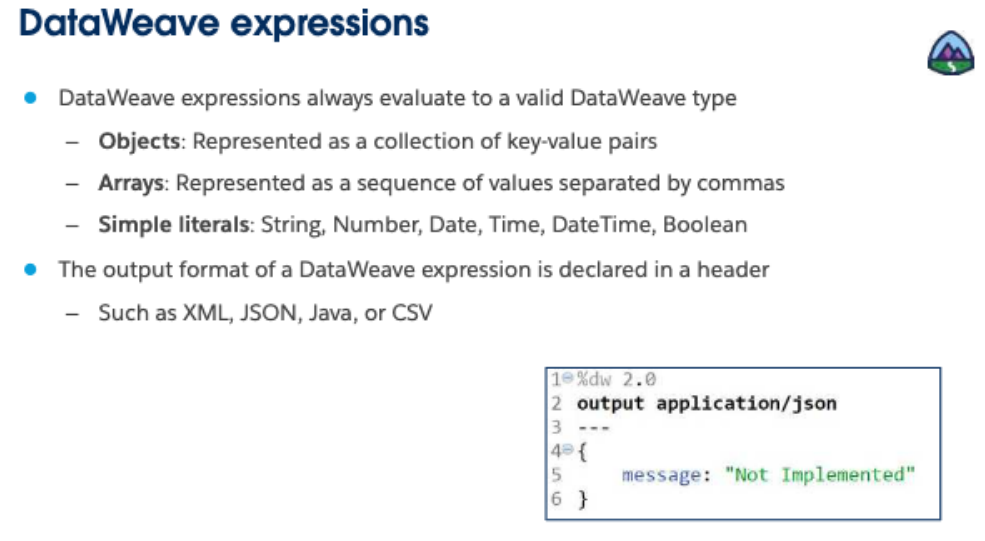 DataWeave expressions
● DataWeave expressions always evaluate to a valid DataWeave type
– Objects: Represented as a collection of key-value pairs
– Arrays: Represented as a sequence of values separated by commas
– Simple literals: String, Number, Date, Time, DateTime, Boolean
● The output format of a DataWeave expression is declared in a header
– Such as XML, JSON, Java, or CSV
1 %dw 2.0
2 output application/json
3 ---
4 {
5 message: "Not Implemented"
6 }